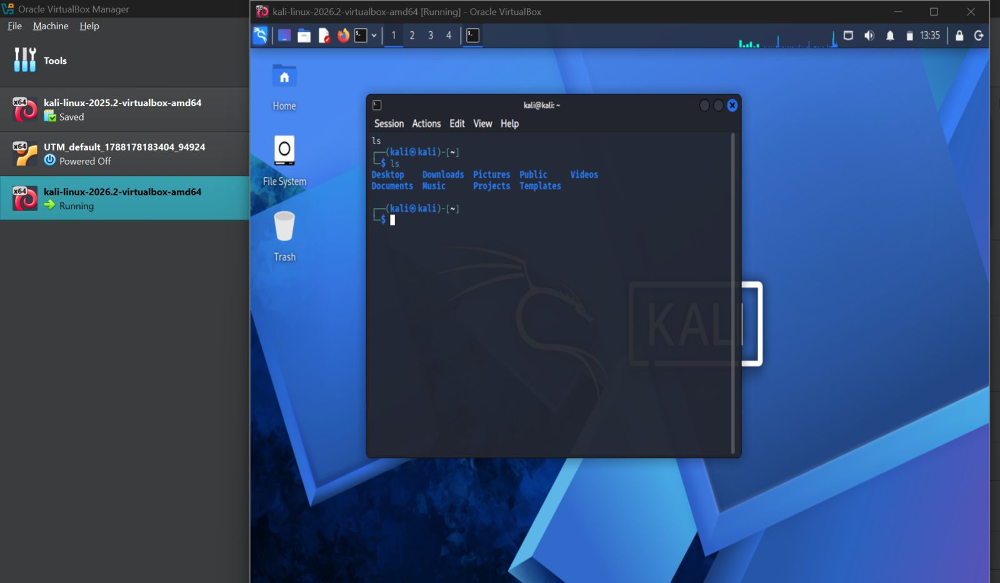 Oracle VirtualBox Manager
File Machine Help
Tools
x64 kali-linux-2025.2-virtualbox-amd64
Saved
x64 UTM_default_1788178183404_94924
Powered Off
x64 kali-linux-2026.2-virtualbox-amd64
Running
kali-linux-2026.2-virtualbox-amd64 [Running] - Oracle VirtualBox
1 2 3 4 13:35
Home
File System
Trash
kali@kali: ~
Session Actions Edit View Help
ls
┌──(kali㉿kali)-[~]
└─$ ls
Desktop Downloads Pictures Public Videos
Documents Music Projects Templates
┌──(kali㉿kali)-[~]
└─$
KALI